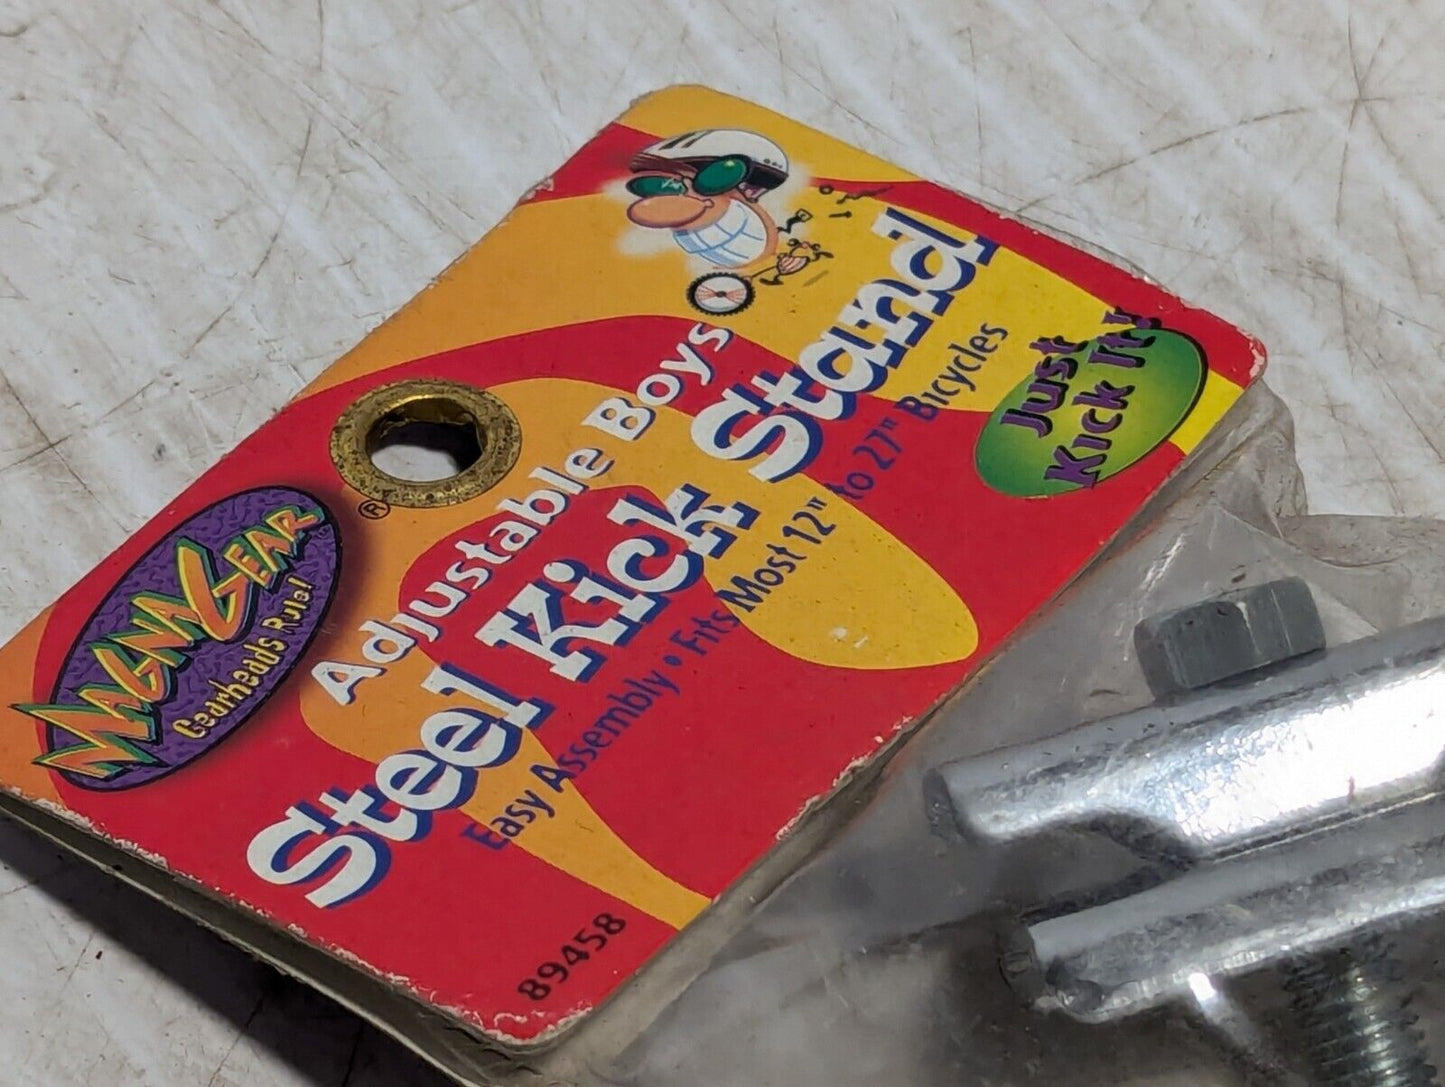 MAGNAGEAR
Gearheads Rule!
®
Adjustable Boys
Steel Kick Stand
Easy Assembly • Fits Most 12" to 27" Bicycles
Just
Kick It!
89458